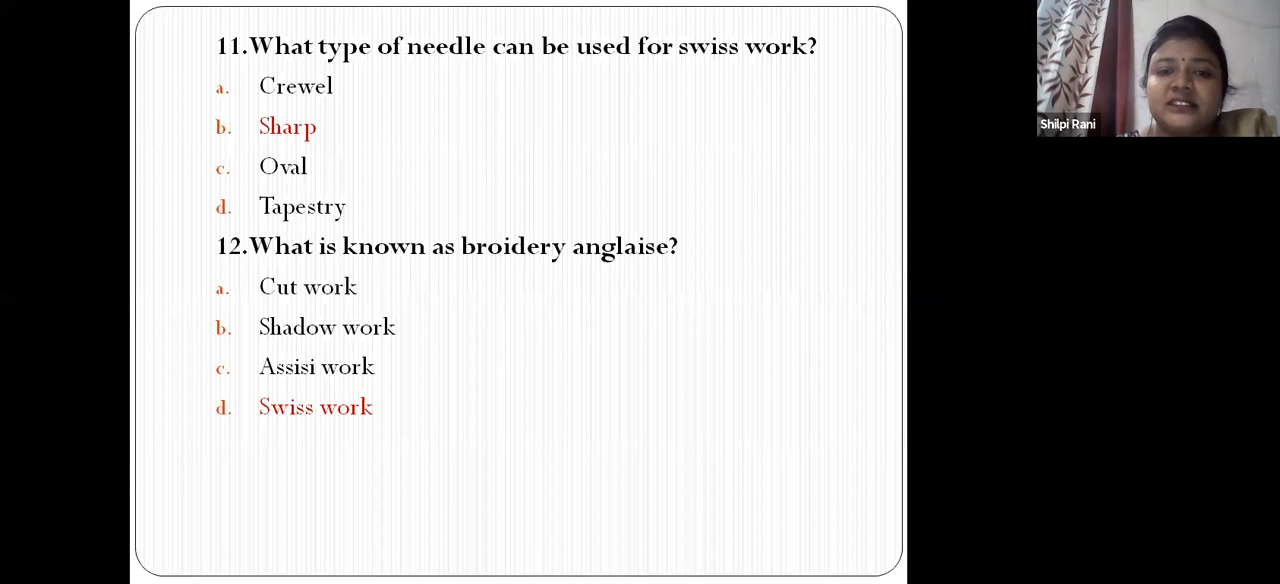 11.What type of needle can be used for swiss work?
a. Crewel
b. Sharp
c. Oval
d. Tapestry
12.What is known as broidery anglaise?
a. Cut work
b. Shadow work
c. Assisi work
d. Swiss work
Shilpi Rani